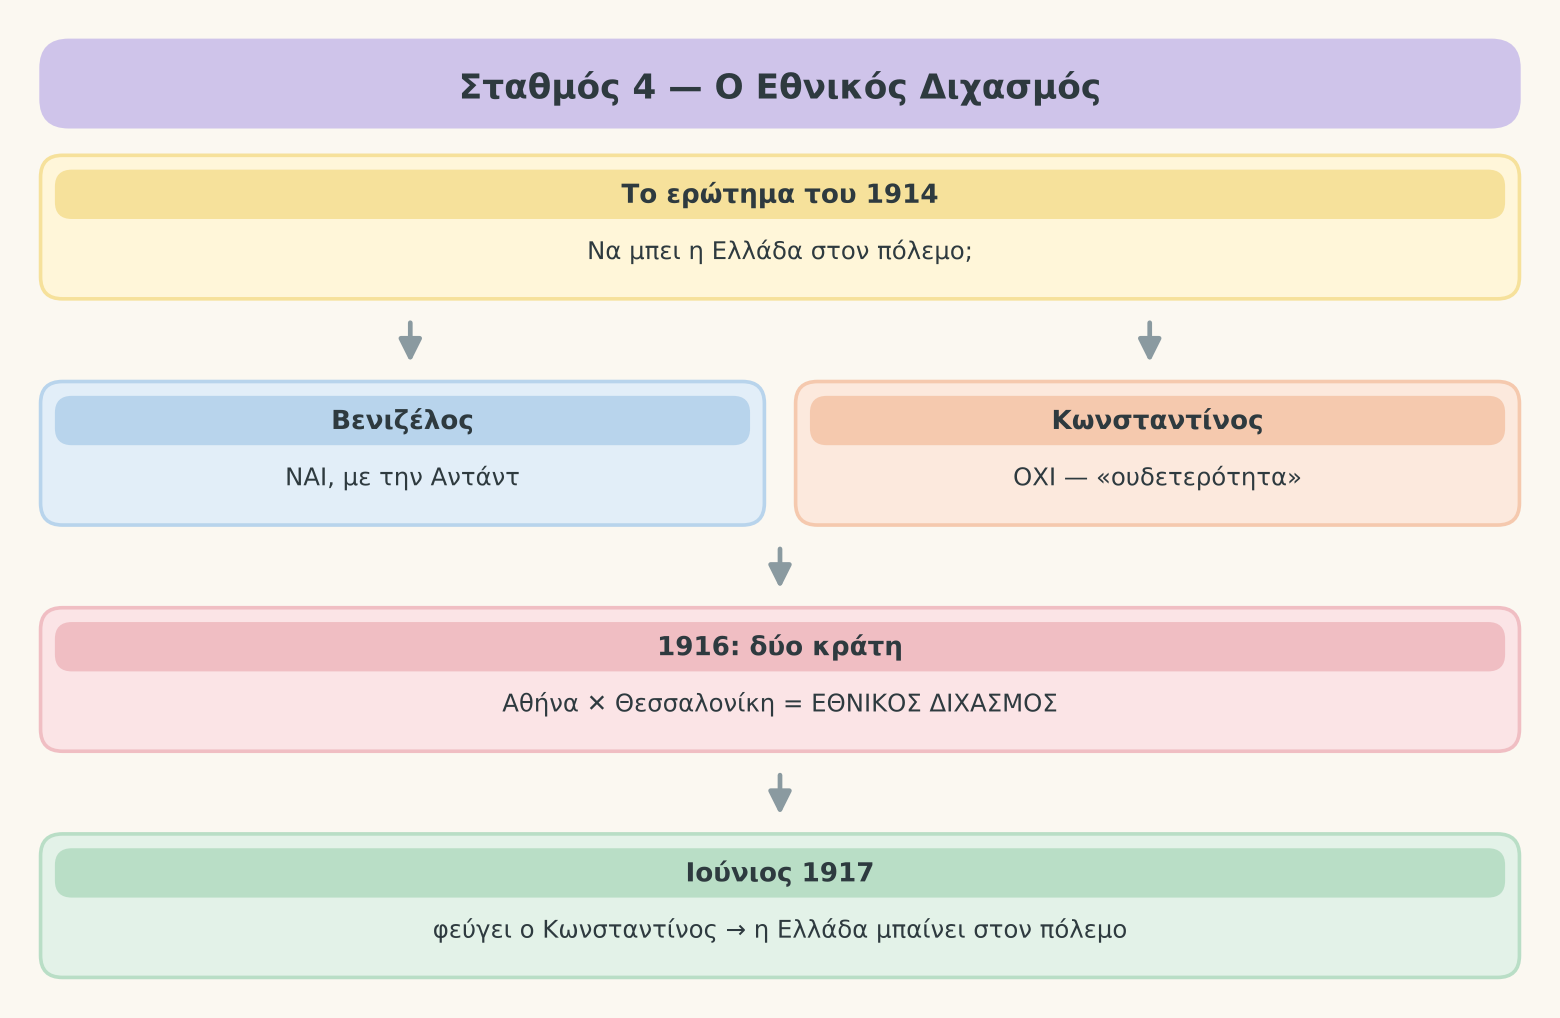 Σταθμός 4 — Ο Εθνικός Διχασμός
Το ερώτημα του 1914
Να μπει η Ελλάδα στον πόλεμο;
Βενιζέλος
ΝΑΙ, με την Αντάντ
Κωνσταντίνος
ΟΧΙ — «ουδετερότητα»
1916: δύο κράτη
Αθήνα ✕ Θεσσαλονίκη = ΕΘΝΙΚΟΣ ΔΙΧΑΣΜΟΣ
Ιούνιος 1917
φεύγει ο Κωνσταντίνος → η Ελλάδα μπαίνει στον πόλεμο